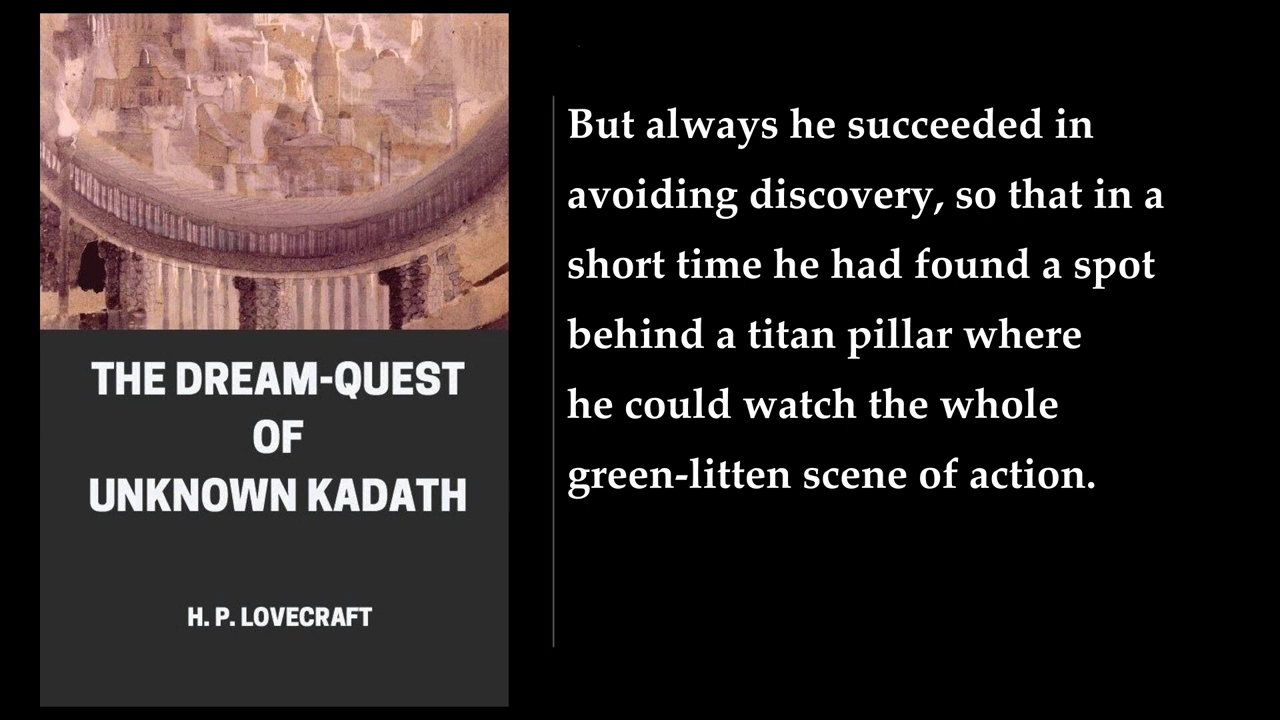 THE DREAM-QUEST
OF
UNKNOWN KADATH
H. P. LOVECRAFT
But always he succeeded in
avoiding discovery, so that in a
short time he had found a spot
behind a titan pillar where
he could watch the whole
green-litten scene of action.